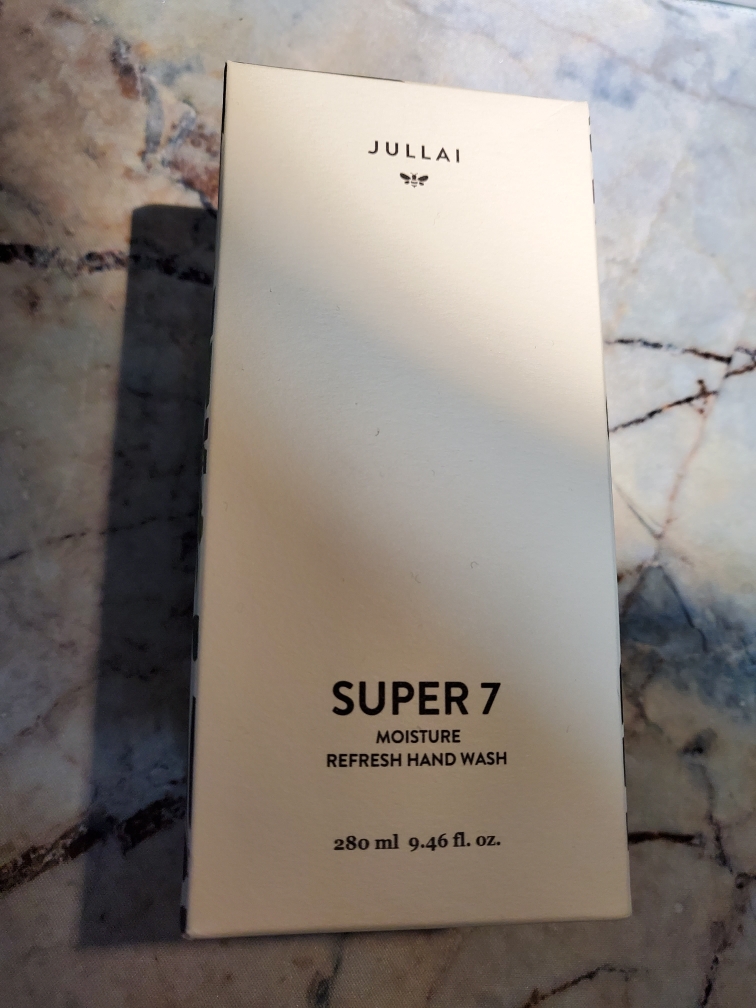 JULLAI
SUPER 7
MOISTURE
REFRESH HAND WASH
280 ml 9.46 fl. oz.